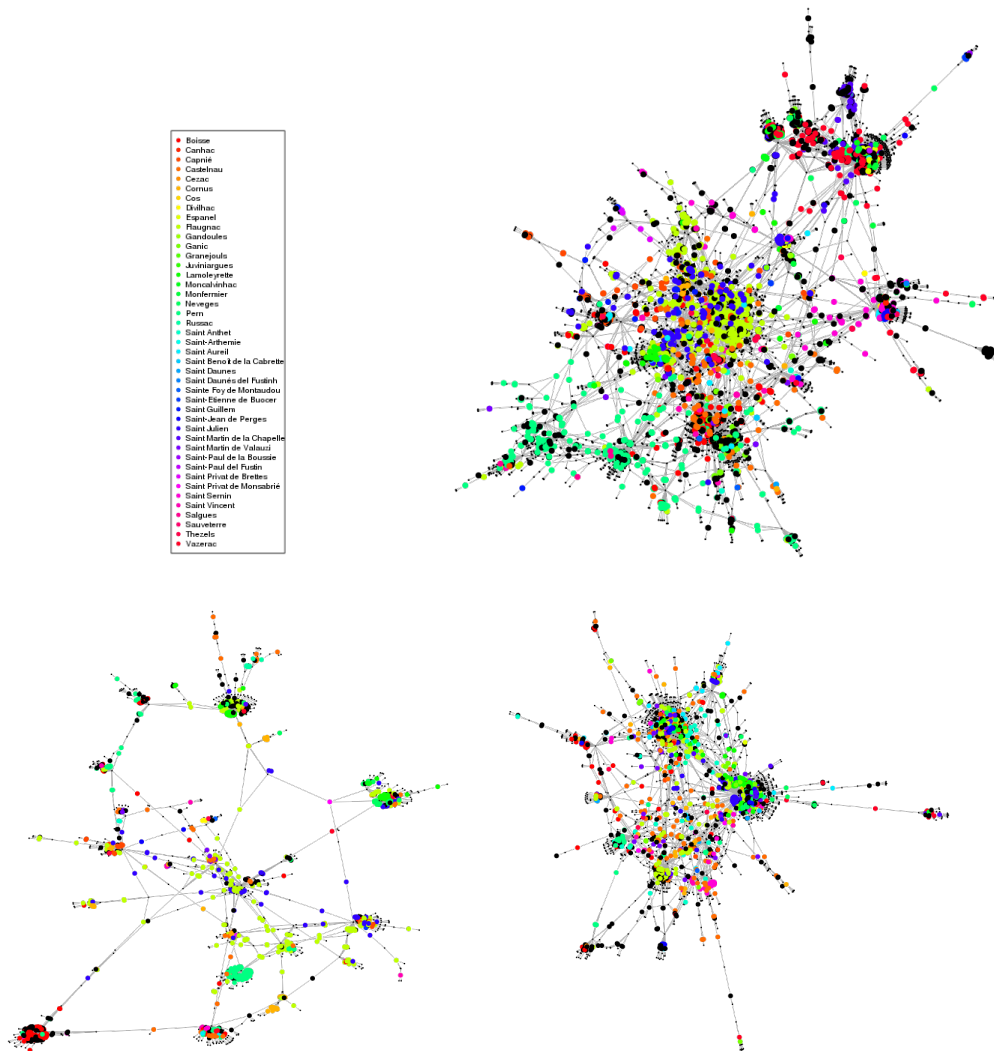 Boisse
Canhac
Capnié
Castelnau
Cezac
Cornus
Cos
Divilhac
Espanel
Flaugnac
Gandoules
Ganic
Granejouls
Juviniargues
Lamoleyrette
Moncalvinhac
Monfermier
Neveges
Pern
Russac
Saint Anthet
Saint-Arthemie
Saint Aureil
Saint Benoît de la Cabrette
Saint Daunes
Saint Daunés del Fustinh
Sainte Foy de Montaudou
Saint-Etienne de Buocer
Saint Guillem
Saint-Jean de Perges
Saint Julien
Saint Martin de la Chapelle
Saint Martin de Valauzi
Saint-Paul de la Boussie
Saint-Paul del Fustin
Saint Privat de Brettes
Saint Privat de Monsabrié
Saint Sernin
Saint Vincent
Salgues
Sauveterre
Thezels
Vazerac